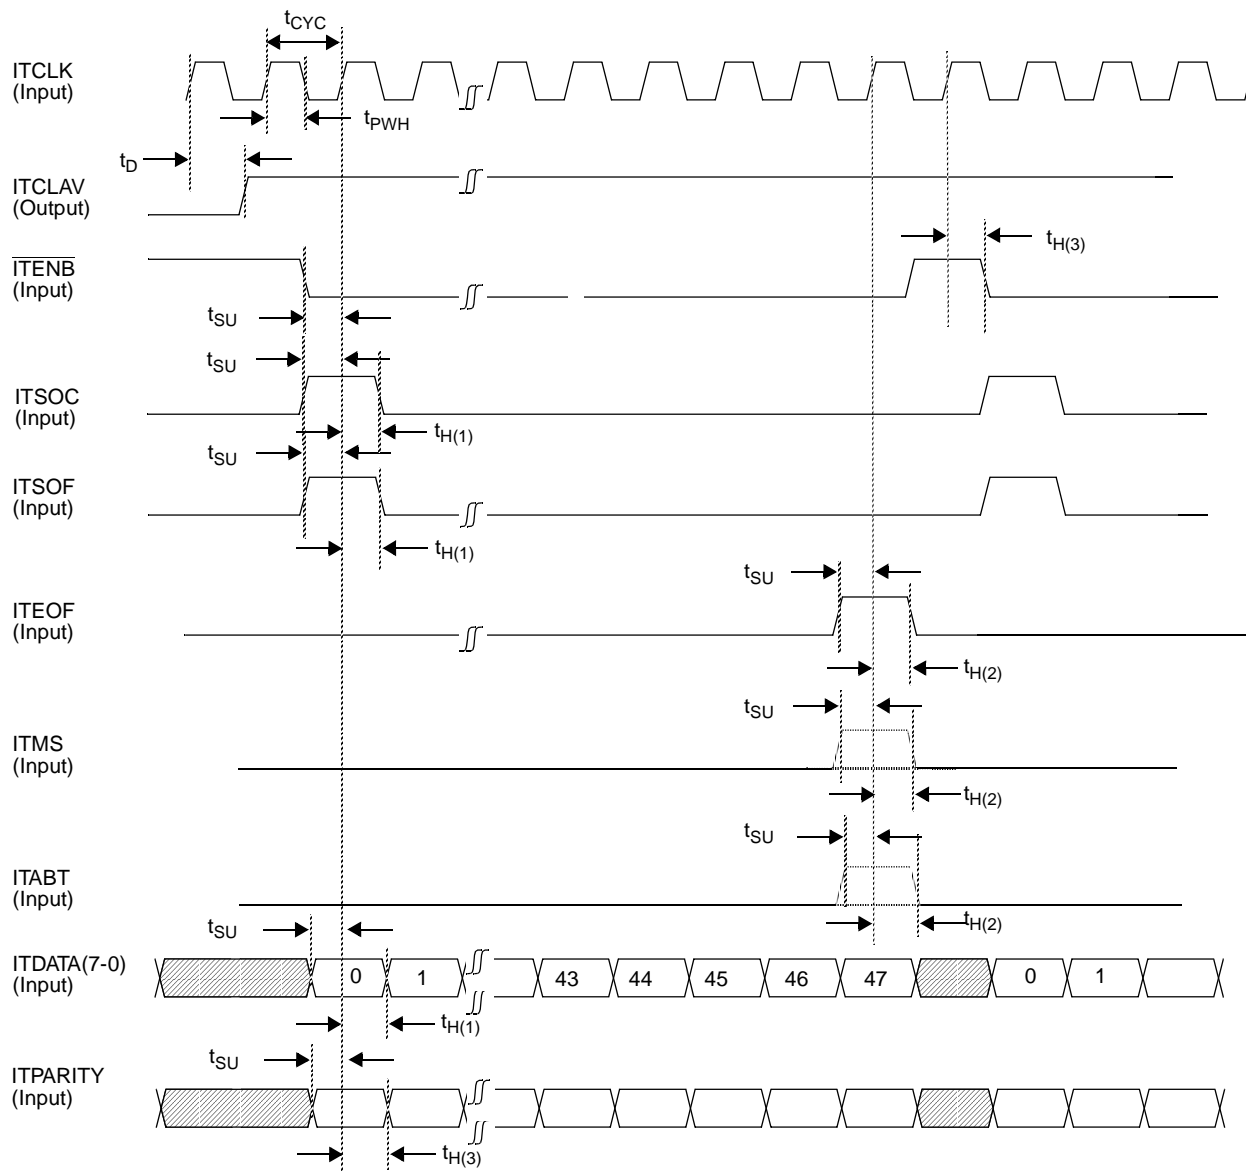 tCYC
ITCLK
(Input)
tPWH
tD
ITCLAV
(Output)
tH(3)
ITENB
(Input)
tSU
tSU
ITSOC
(Input)
tH(1)
tSU
ITSOF
(Input)
tH(1)
tSU
ITEOF
(Input)
tH(2)
tSU
ITMS
(Input)
tH(2)
tSU
ITABT
(Input)
tH(2)
tSU
ITDATA(7-0)
(Input)
0 1 43 44 45 46 47 0 1
tH(1)
tSU
ITPARITY
(Input)
tH(3)